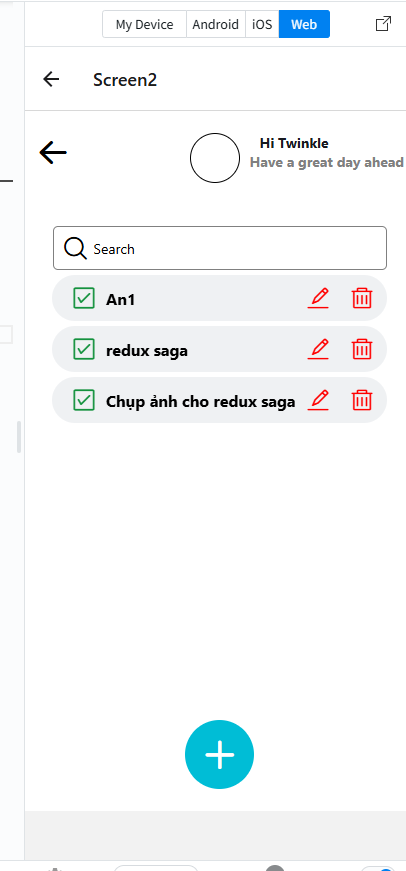 My Device Android iOS Web
Screen2
Hi Twinkle
Have a great day ahead
Search
An1
redux saga
Chụp ảnh cho redux saga